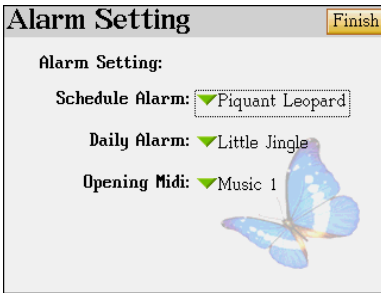 Alarm Setting Finish
Alarm Setting:
Schedule Alarm: Piquant Leopard
Daily Alarm: Little Jingle
Opening Midi: Music 1